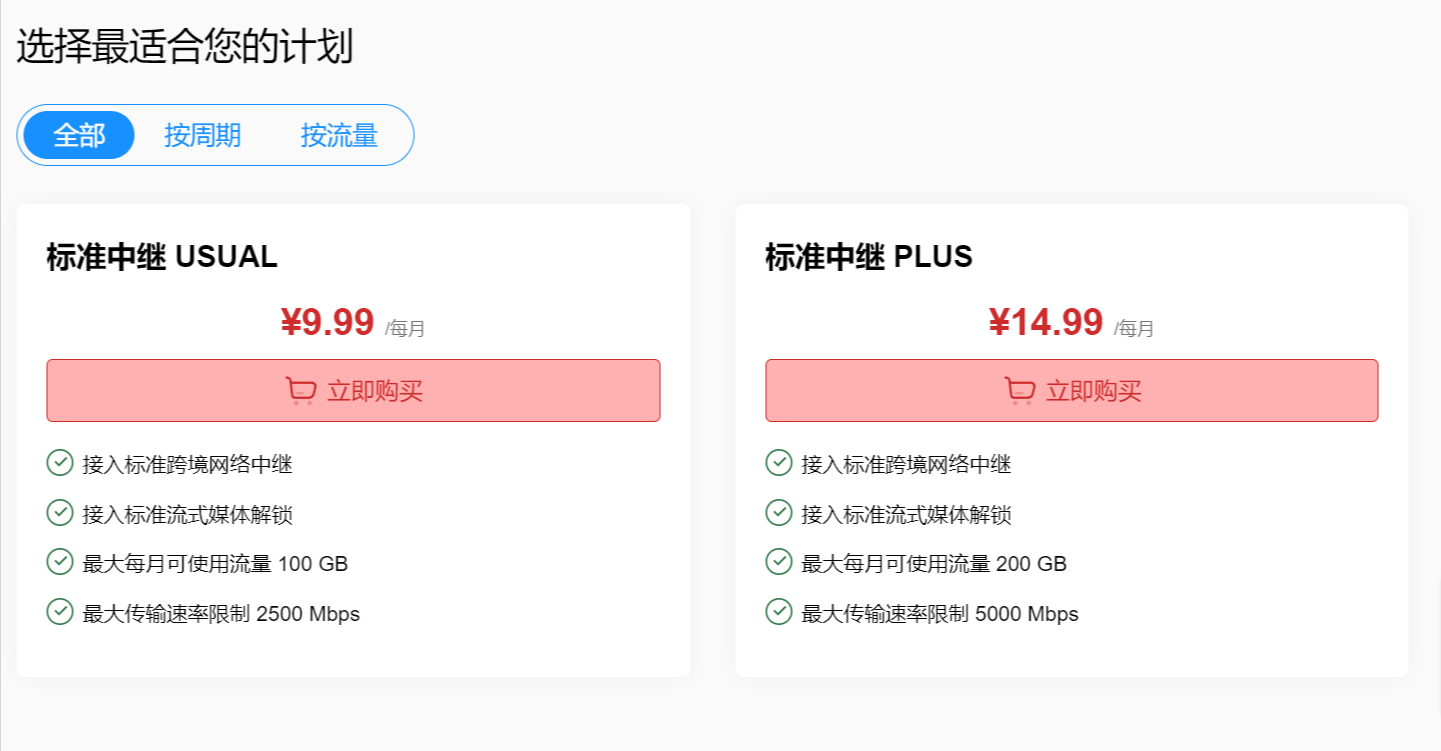 选择最适合您的计划
全部 按周期 按流量
标准中继 USUAL
¥9.99 /每月
立即购买
接入标准跨境网络中继
接入标准流式媒体解锁
最大每月可使用流量 100 GB
最大传输速率限制 2500 Mbps
标准中继 PLUS
¥14.99 /每月
立即购买
接入标准跨境网络中继
接入标准流式媒体解锁
最大每月可使用流量 200 GB
最大传输速率限制 5000 Mbps